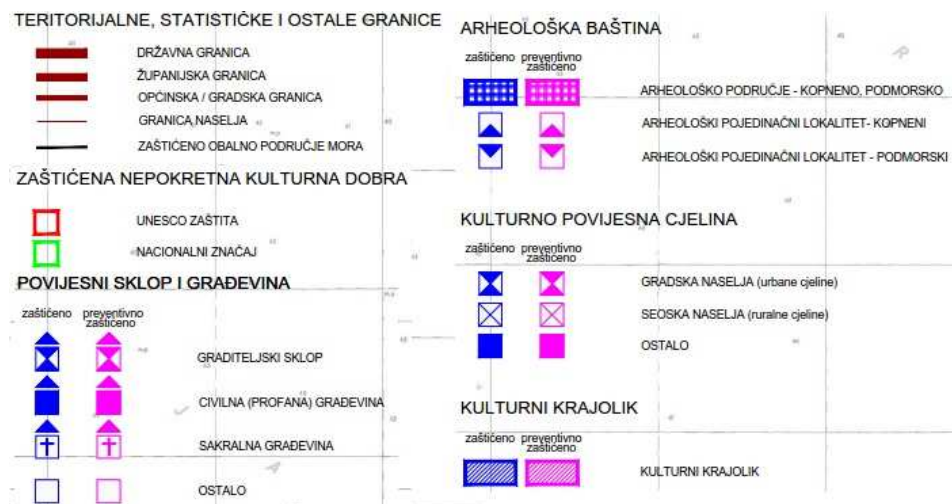 TERITORIJALNE, STATISTIČKE I OSTALE GRANICE
DRŽAVNA GRANICA
ŽUPANIJSKA GRANICA
OPĆINSKA / GRADSKA GRANICA
GRANICA NASELJA
ZAŠTIĆENO OBALNO PODRUČJE MORA
ZAŠTIĆENA NEPOKRETNA KULTURNA DOBRA
UNESCO ZAŠTITA
NACIONALNI ZNAČAJ
POVIJESNI SKLOP I GRAĐEVINA
zaštićeno preventivno
zaštićeno
GRADITELJSKI SKLOP
CIVILNA (PROFANA) GRAĐEVINA
SAKRALNA GRAĐEVINA
OSTALO
ARHEOLOŠKA BAŠTINA
zaštićeno preventivno
zaštićeno
ARHEOLOŠKO PODRUČJE - KOPNENO, PODMORSKO
ARHEOLOŠKI POJEDINAČNI LOKALITET- KOPNENI
ARHEOLOŠKI POJEDINAČNI LOKALITET - PODMORSKI
KULTURNO POVIJESNA CJELINA
zaštićeno preventivno
zaštićeno
GRADSKA NASELJA (urbane cjeline)
SEOSKA NASELJA (ruralne cjeline)
OSTALO
KULTURNI KRAJOLIK
zaštićeno preventivno
zaštićeno
KULTURNI KRAJOLIK